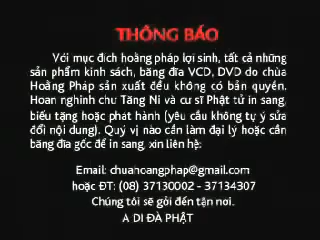 THÔNG BÁO
Với mục đích hoằng pháp lợi sinh, tất cả những
sản phẩm kinh sách, băng đĩa VCD, DVD do chùa
Hoằng Pháp sản xuất đều không có bản quyền.
Hoan nghinh chư Tăng Ni và cư sĩ Phật tử in sang,
biếu tặng hoặc phát hành (yêu cầu không tự ý sửa
đổi nội dung). Quý vị nào cần làm đại lý hoặc cần
băng đĩa gốc để in sang, xin liên hệ:
Email: chuahoangphap@gmail.com
hoặc ĐT: (08) 37130002 - 37134307
Chúng tôi sẽ gởi đến tận nơi.
A DI ĐÀ PHẬT